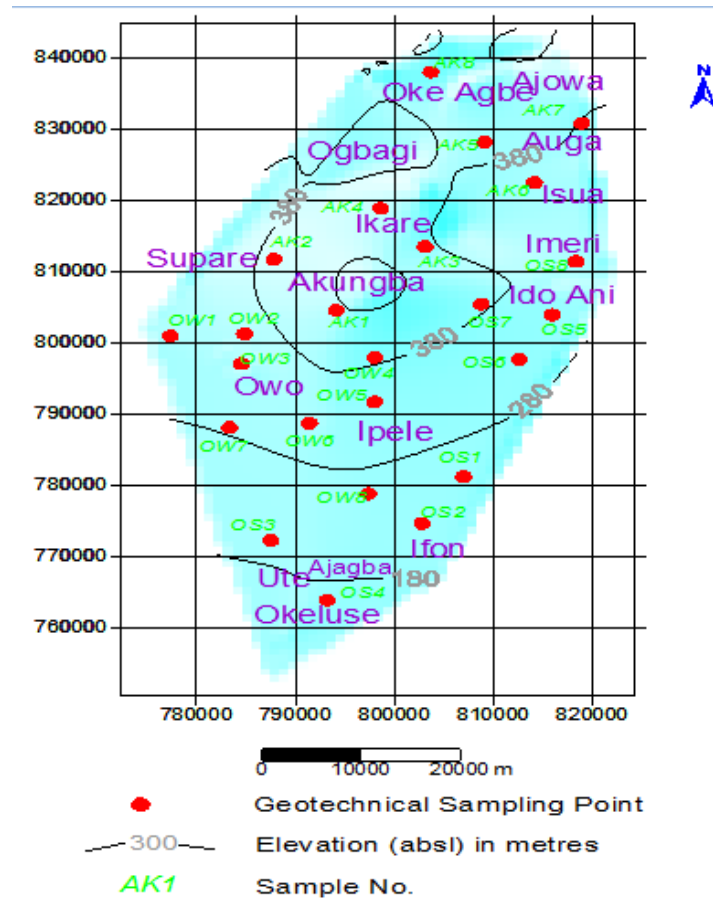 840000
AK8
N
Oke Agbe
Ajowa
AK7
830000
Ogbagi
AK5
380
Auga
820000
380
AK4
AK6
Isua
Ikare
Supare
AK2
AK3
Imeri
OS8
810000
Akungba
Ido Ani
OW1
OW2
AK1
OS7
OS5
800000
OW3
380
OW4
OS6
Owo
OW5
280
790000
OW7
OW6
Ipele
OS1
780000
OW8
OS2
OS3
Ifon
770000
Ute
Ajagba
180
OS4
Okeluse
760000
780000 790000 800000 810000 820000
0 10000 20000 m
Geotechnical Sampling Point
300 Elevation (absl) in metres
AK1 Sample No.